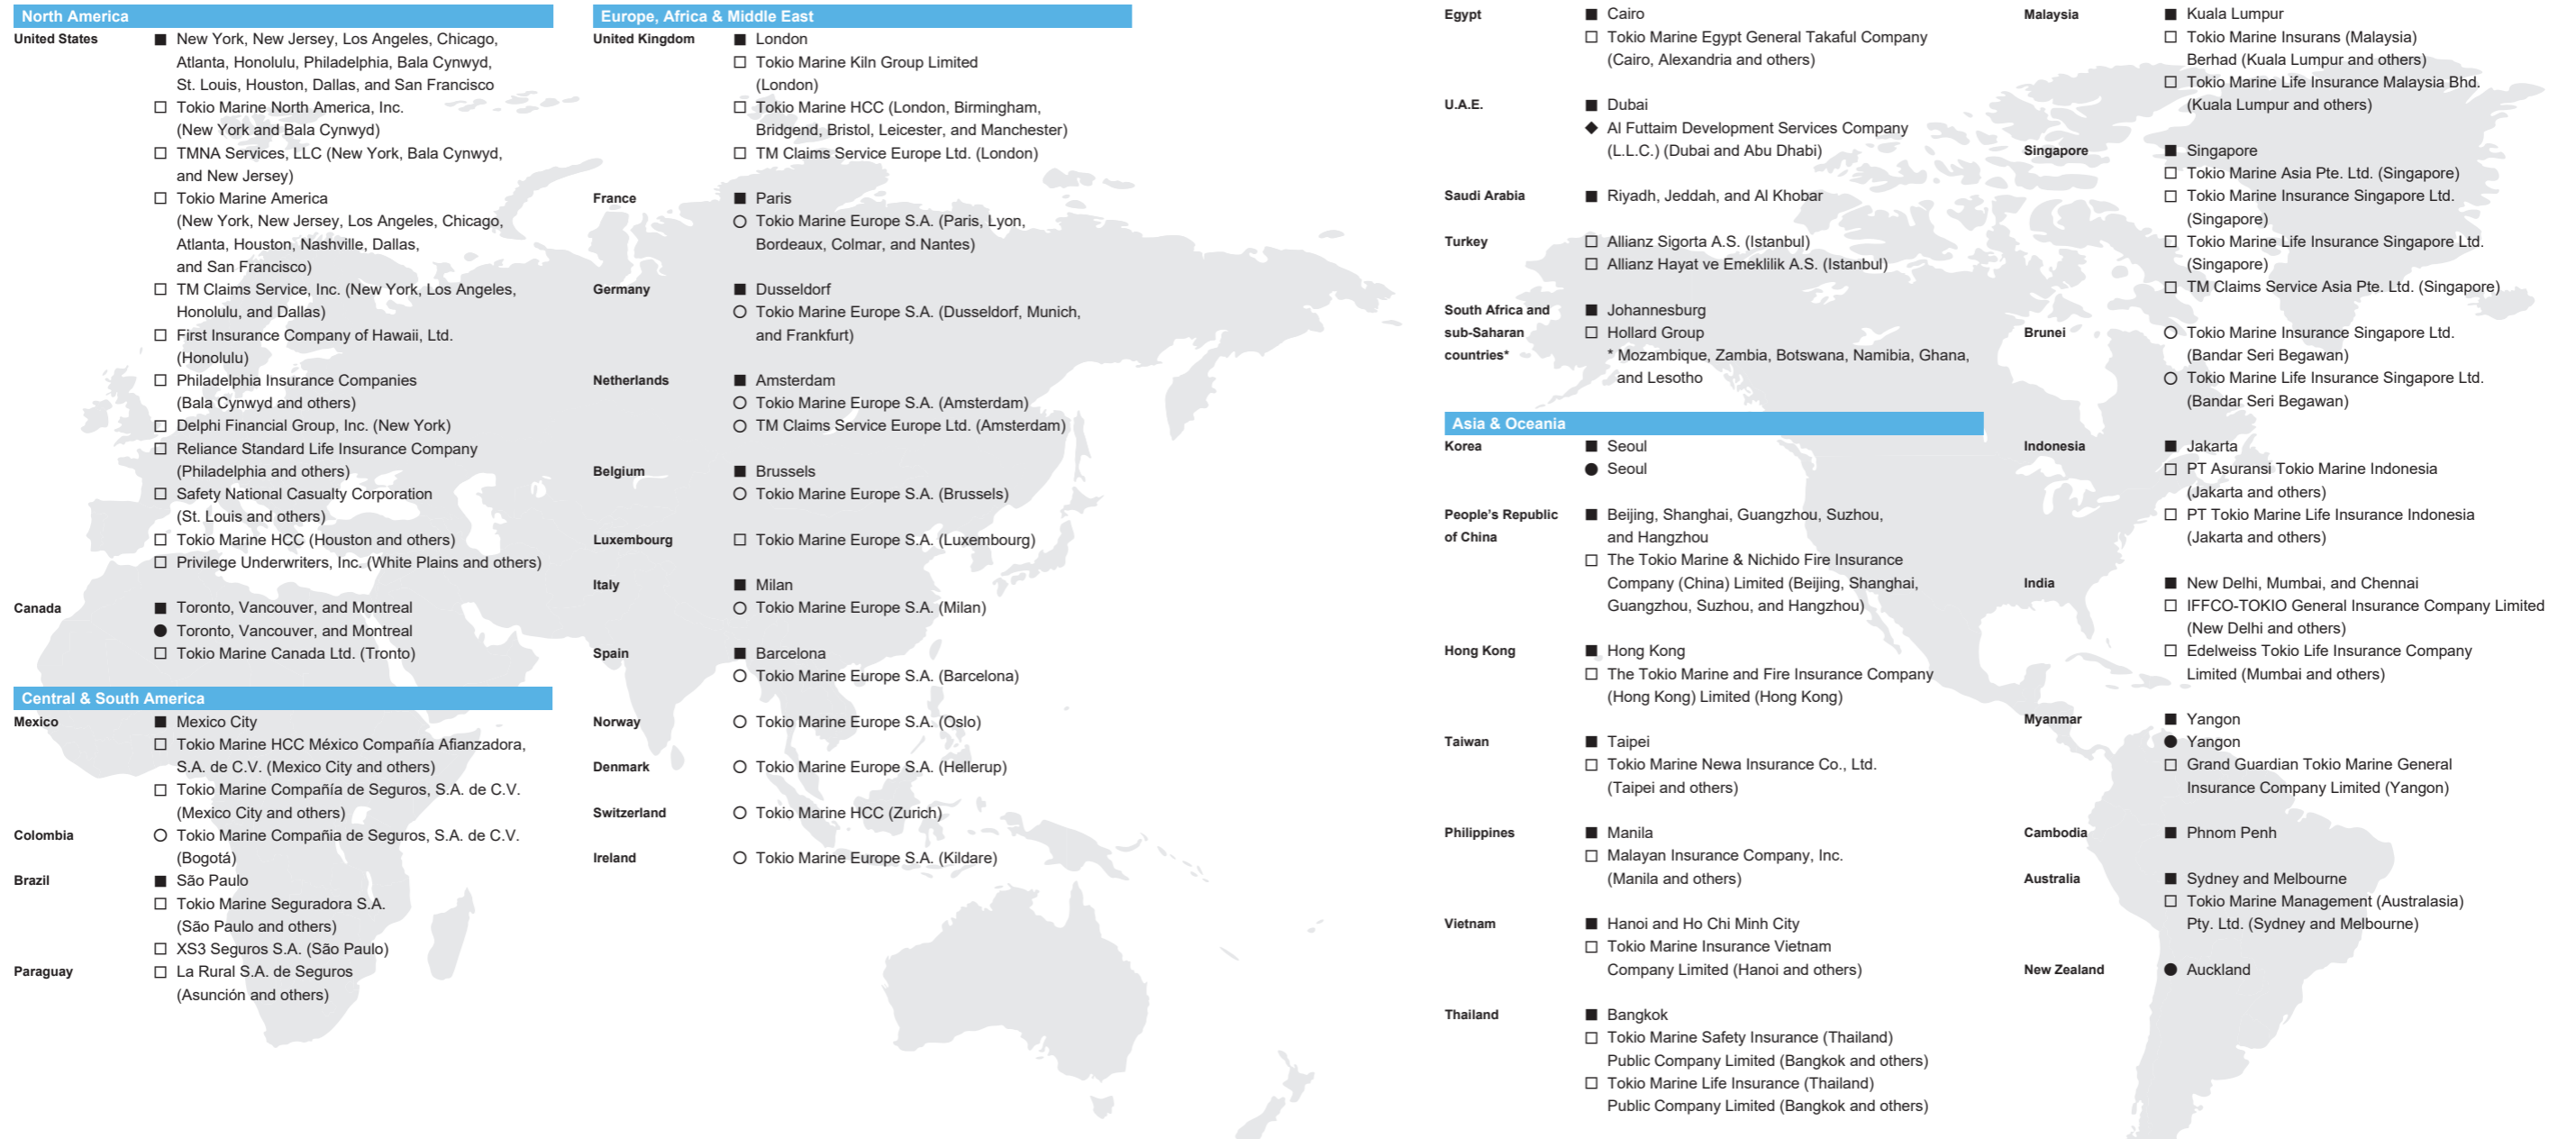 North America
United States
■ New York, New Jersey, Los Angeles, Chicago,
Atlanta, Honolulu, Philadelphia, Bala Cynwyd,
St. Louis, Houston, Dallas, and San Francisco
□ Tokio Marine North America, Inc.
(New York and Bala Cynwyd)
□ TMNA Services, LLC (New York, Bala Cynwyd,
and New Jersey)
□ Tokio Marine America
(New York, New Jersey, Los Angeles, Chicago,
Atlanta, Houston, Nashville, Dallas,
and San Francisco)
□ TM Claims Service, Inc. (New York, Los Angeles,
Honolulu, and Dallas)
□ First Insurance Company of Hawaii, Ltd.
(Honolulu)
□ Philadelphia Insurance Companies
(Bala Cynwyd and others)
□ Delphi Financial Group, Inc. (New York)
□ Reliance Standard Life Insurance Company
(Philadelphia and others)
□ Safety National Casualty Corporation
(St. Louis and others)
□ Tokio Marine HCC (Houston and others)
□ Privilege Underwriters, Inc. (White Plains and others)
Canada
■ Toronto, Vancouver, and Montreal
● Toronto, Vancouver, and Montreal
□ Tokio Marine Canada Ltd. (Tronto)
Central & South America
Mexico
■ Mexico City
□ Tokio Marine HCC México Compañía Afianzadora,
S.A. de C.V. (Mexico City and others)
□ Tokio Marine Compañía de Seguros, S.A. de C.V.
(Mexico City and others)
Colombia
○ Tokio Marine Compañia de Seguros, S.A. de C.V.
(Bogotá)
Brazil
■ São Paulo
□ Tokio Marine Seguradora S.A.
(São Paulo and others)
□ XS3 Seguros S.A. (São Paulo)
Paraguay
□ La Rural S.A. de Seguros
(Asunción and others)
Europe, Africa & Middle East
United Kingdom
■ London
□ Tokio Marine Kiln Group Limited
(London)
□ Tokio Marine HCC (London, Birmingham,
Bridgend, Bristol, Leicester, and Manchester)
□ TM Claims Service Europe Ltd. (London)
France
■ Paris
○ Tokio Marine Europe S.A. (Paris, Lyon,
Bordeaux, Colmar, and Nantes)
Germany
■ Dusseldorf
○ Tokio Marine Europe S.A. (Dusseldorf, Munich,
and Frankfurt)
Netherlands
■ Amsterdam
○ Tokio Marine Europe S.A. (Amsterdam)
○ TM Claims Service Europe Ltd. (Amsterdam)
Belgium
■ Brussels
○ Tokio Marine Europe S.A. (Brussels)
Luxembourg
□ Tokio Marine Europe S.A. (Luxembourg)
Italy
■ Milan
○ Tokio Marine Europe S.A. (Milan)
Spain
■ Barcelona
○ Tokio Marine Europe S.A. (Barcelona)
Norway
○ Tokio Marine Europe S.A. (Oslo)
Denmark
○ Tokio Marine Europe S.A. (Hellerup)
Switzerland
○ Tokio Marine HCC (Zurich)
Ireland
○ Tokio Marine Europe S.A. (Kildare)
Egypt
■ Cairo
□ Tokio Marine Egypt General Takaful Company
(Cairo, Alexandria and others)
U.A.E.
■ Dubai
◆ Al Futtaim Development Services Company
(L.L.C.) (Dubai and Abu Dhabi)
Saudi Arabia
■ Riyadh, Jeddah, and Al Khobar
Turkey
□ Allianz Sigorta A.S. (Istanbul)
□ Allianz Hayat ve Emeklilik A.S. (Istanbul)
South Africa and
sub-Saharan
countries*
■ Johannesburg
□ Hollard Group
* Mozambique, Zambia, Botswana, Namibia, Ghana,
and Lesotho
Asia & Oceania
Korea
■ Seoul
● Seoul
People's Republic
of China
■ Beijing, Shanghai, Guangzhou, Suzhou,
and Hangzhou
□ The Tokio Marine & Nichido Fire Insurance
Company (China) Limited (Beijing, Shanghai,
Guangzhou, Suzhou, and Hangzhou)
Hong Kong
■ Hong Kong
□ The Tokio Marine and Fire Insurance Company
(Hong Kong) Limited (Hong Kong)
Taiwan
■ Taipei
□ Tokio Marine Newa Insurance Co., Ltd.
(Taipei and others)
Philippines
■ Manila
□ Malayan Insurance Company, Inc.
(Manila and others)
Vietnam
■ Hanoi and Ho Chi Minh City
□ Tokio Marine Insurance Vietnam
Company Limited (Hanoi and others)
Thailand
■ Bangkok
□ Tokio Marine Safety Insurance (Thailand)
Public Company Limited (Bangkok and others)
□ Tokio Marine Life Insurance (Thailand)
Public Company Limited (Bangkok and others)
Malaysia
■ Kuala Lumpur
□ Tokio Marine Insurans (Malaysia)
Berhad (Kuala Lumpur and others)
□ Tokio Marine Life Insurance Malaysia Bhd.
(Kuala Lumpur and others)
Singapore
■ Singapore
□ Tokio Marine Asia Pte. Ltd. (Singapore)
□ Tokio Marine Insurance Singapore Ltd.
(Singapore)
□ Tokio Marine Life Insurance Singapore Ltd.
(Singapore)
□ TM Claims Service Asia Pte. Ltd. (Singapore)
Brunei
○ Tokio Marine Insurance Singapore Ltd.
(Bandar Seri Begawan)
○ Tokio Marine Life Insurance Singapore Ltd.
(Bandar Seri Begawan)
Indonesia
■ Jakarta
□ PT Asuransi Tokio Marine Indonesia
(Jakarta and others)
□ PT Tokio Marine Life Insurance Indonesia
(Jakarta and others)
India
■ New Delhi, Mumbai, and Chennai
□ IFFCO-TOKIO General Insurance Company Limited
(New Delhi and others)
□ Edelweiss Tokio Life Insurance Company
Limited (Mumbai and others)
Myanmar
■ Yangon
● Yangon
□ Grand Guardian Tokio Marine General
Insurance Company Limited (Yangon)
Cambodia
■ Phnom Penh
Australia
■ Sydney and Melbourne
□ Tokio Marine Management (Australasia)
Pty. Ltd. (Sydney and Melbourne)
New Zealand
● Auckland